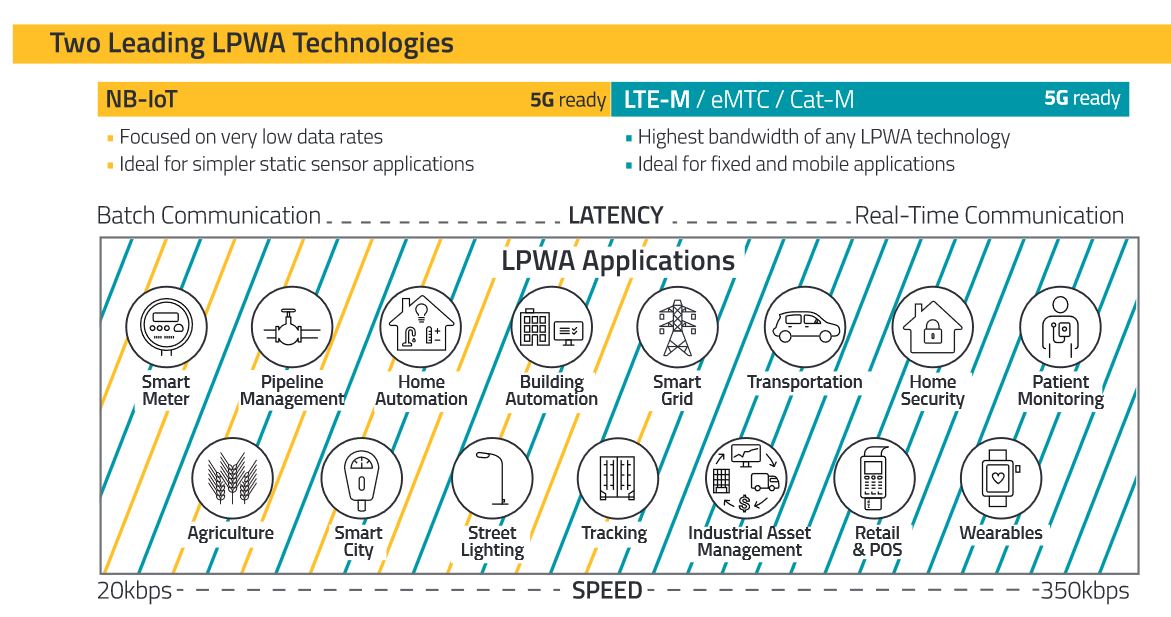 Two Leading LPWA Technologies
NB-IoT 5G ready
LTE-M / eMTC / Cat-M 5G ready
Focused on very low data rates
Ideal for simpler static sensor applications
Highest bandwidth of any LPWA technology
Ideal for fixed and mobile applications
Batch Communication LATENCY Real-Time Communication
LPWA Applications
Smart
Meter
Pipeline
Management
Home
Automation
Building
Automation
Smart
Grid
Transportation
Home
Security
Patient
Monitoring
Agriculture
Smart
City
Street
Lighting
Tracking
Industrial Asset
Management
Retail
& POS
Wearables
20kbps SPEED 350kbps